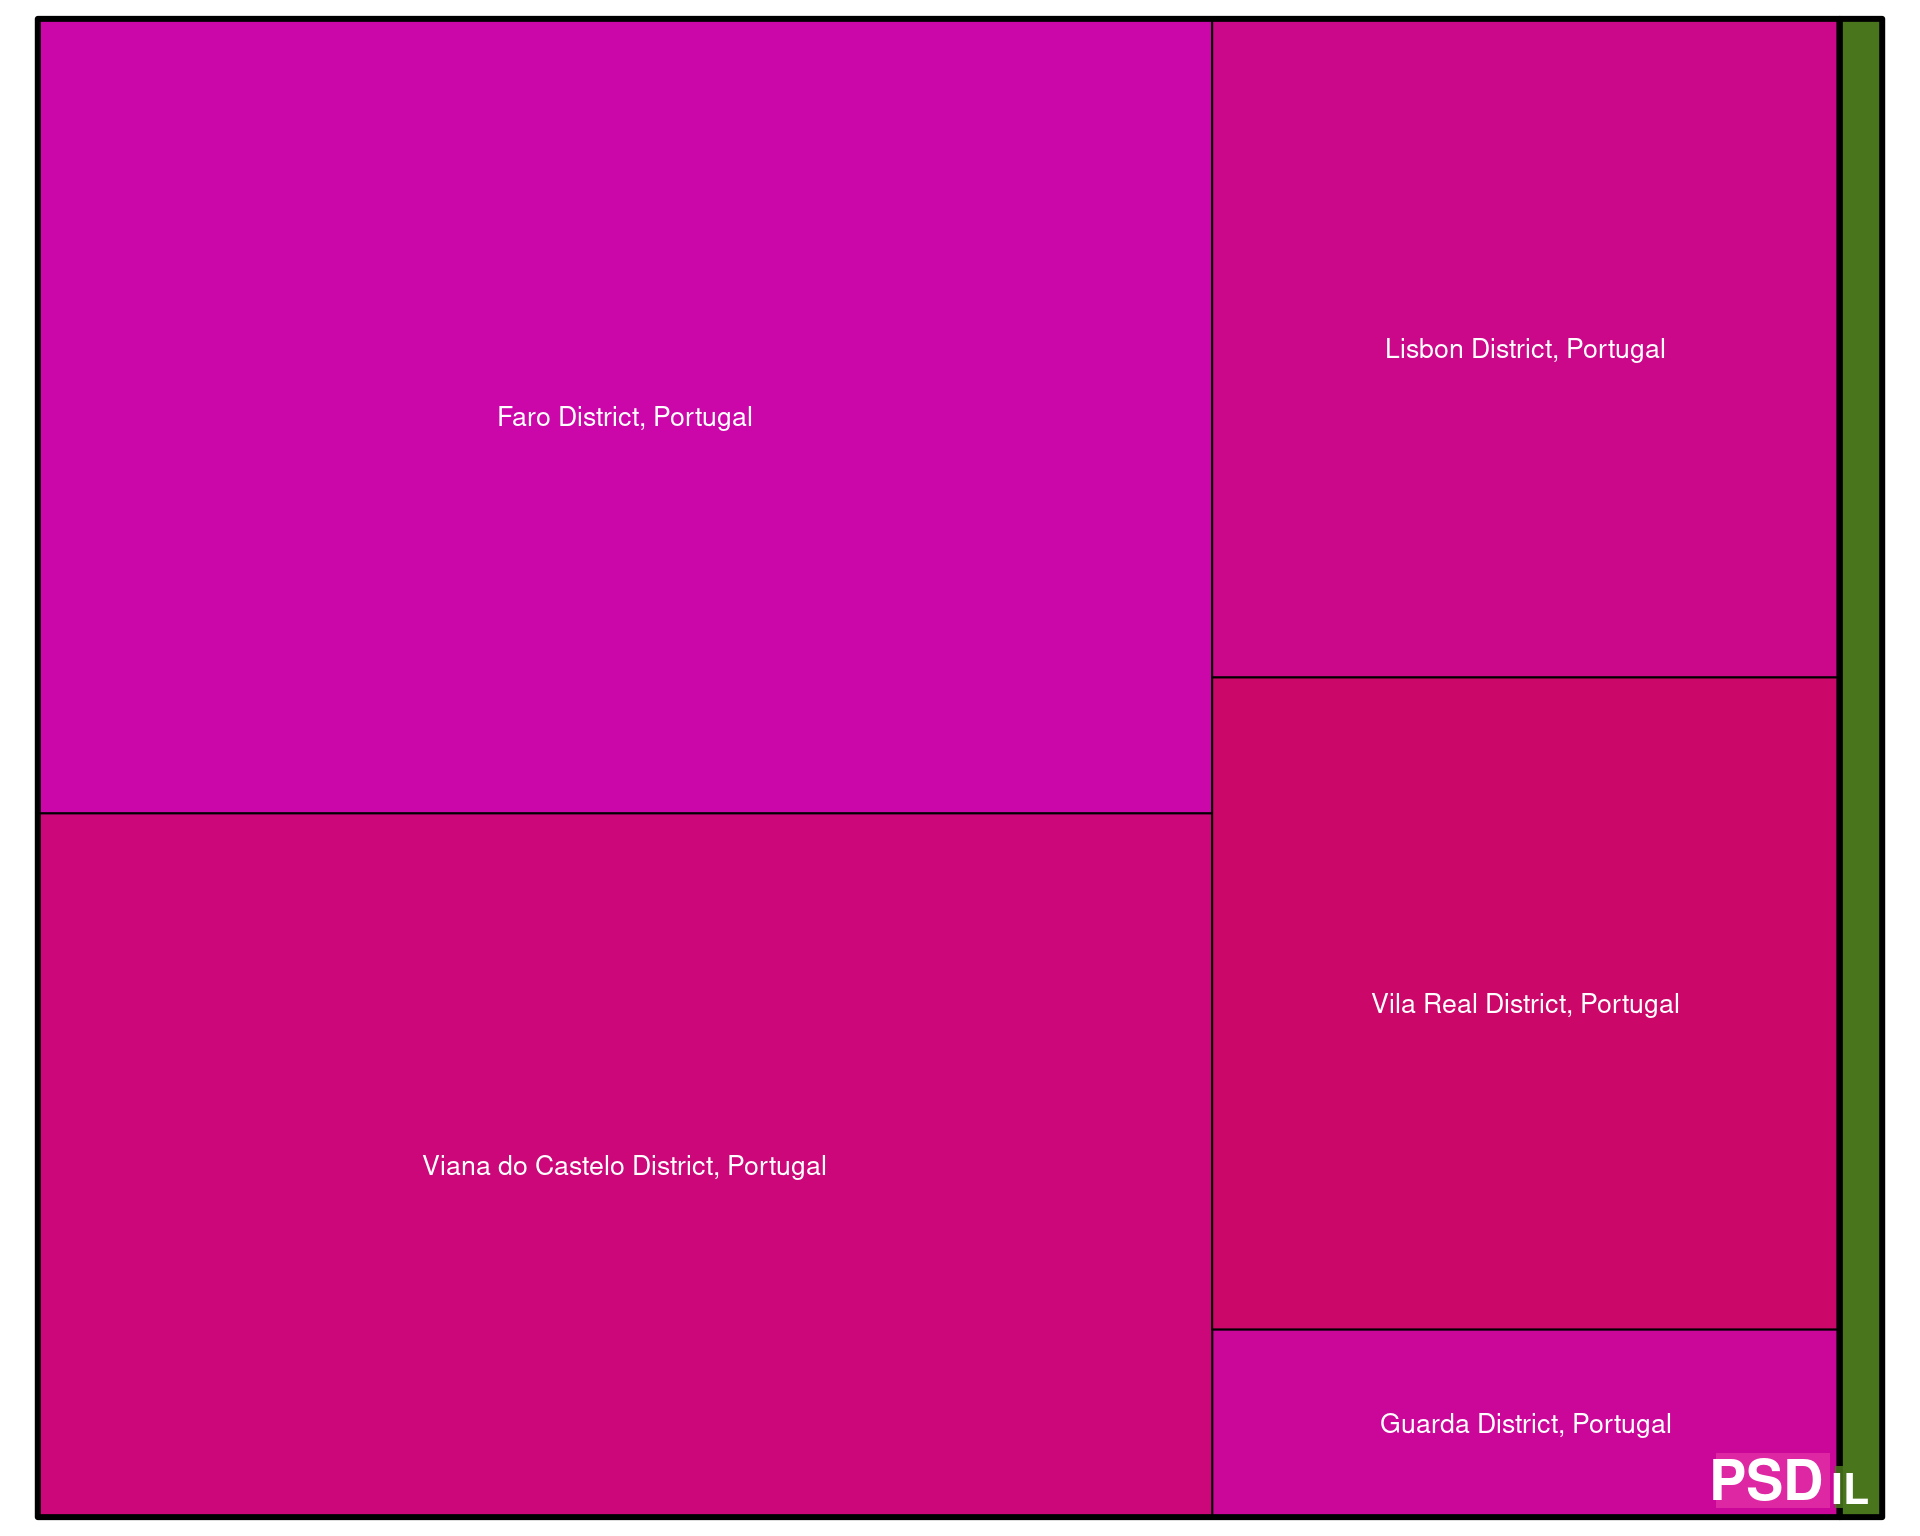 Faro District, Portugal
Lisbon District, Portugal
Viana do Castelo District, Portugal
Vila Real District, Portugal
Guarda District, Portugal
PSD
IL